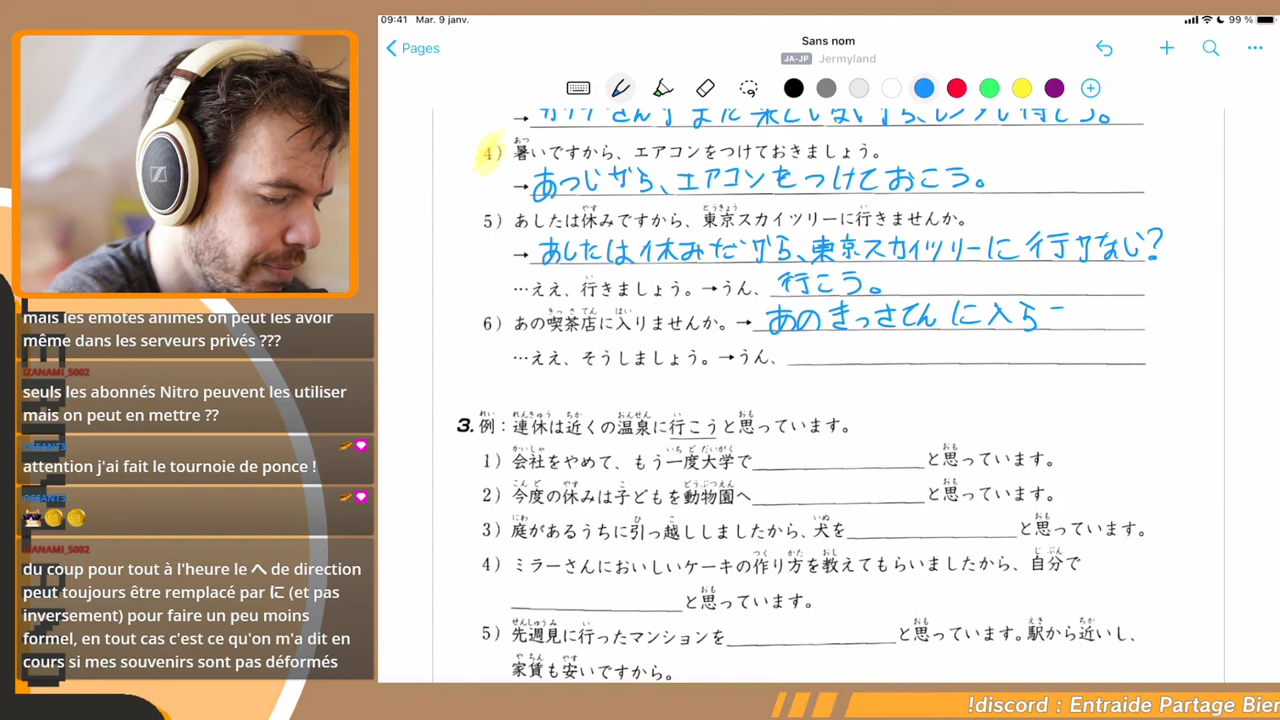 09:41 Mar. 9 janv.
99 %
Pages
Sans nom
JA-JP Jermyland
4) 暑いですから、エアコンをつけておきましょう。
→ あついから、エアコンをつけておこう。
5) あしたは休みですから、東京スカイツリーに行きませんか。
→ あしたは休みだから、東京スカイツリーに行かない?
…ええ、行きましょう。→うん、行こう。
6) あの喫茶店に入りませんか。→ あのきっさてんに入ら
…ええ、そうしましょう。→うん、
3. 例:連休は近くの温泉に行こうと思っています。
1) 会社をやめて、もう一度大学で と思っています。
2) 今度の休みは子どもを動物園へ と思っています。
3) 庭があるうちに引っ越ししましたから、犬を と思っています。
4) ミラーさんにおいしいケーキの作り方を教えてもらいましたから、自分で
と思っています。
5) 先週見に行ったマンションを と思っています。駅から近いし、
家賃も安いですから。
mais les emotes animés on peut les avoir
même dans les serveurs privés ???
IZANAMI_5002
seuls les abonnés Nitro peuvent les utiliser
mais on peut en mettre ??
OSEANT3
attention j'ai fait le tournoie de ponce !
OSEANT3
IZANAMI_5002
du coup pour tout à l'heure le へ de direction
peut toujours être remplacé par に (et pas
inversement) pour faire un peu moins
formel, en tout cas c'est ce qu'on m'a dit en
cours si mes souvenirs sont pas déformés
!discord : Entraide Partage Bien